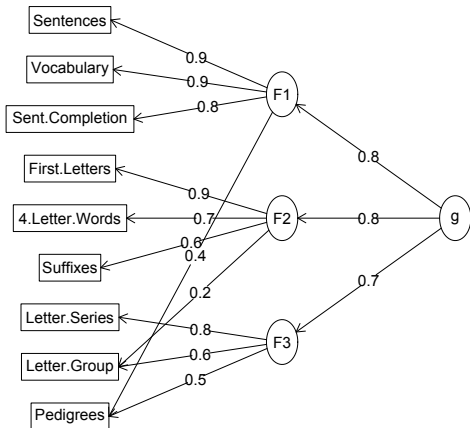 Sentences
Vocabulary
Sent.Completion
First.Letters
4.Letter.Words
Suffixes
Letter.Series
Letter.Group
Pedigrees
0.9
0.9
0.8
0.9
0.7
0.6
0.4
0.2
0.8
0.6
0.5
F1
F2
F3
0.8
0.8
0.7
g